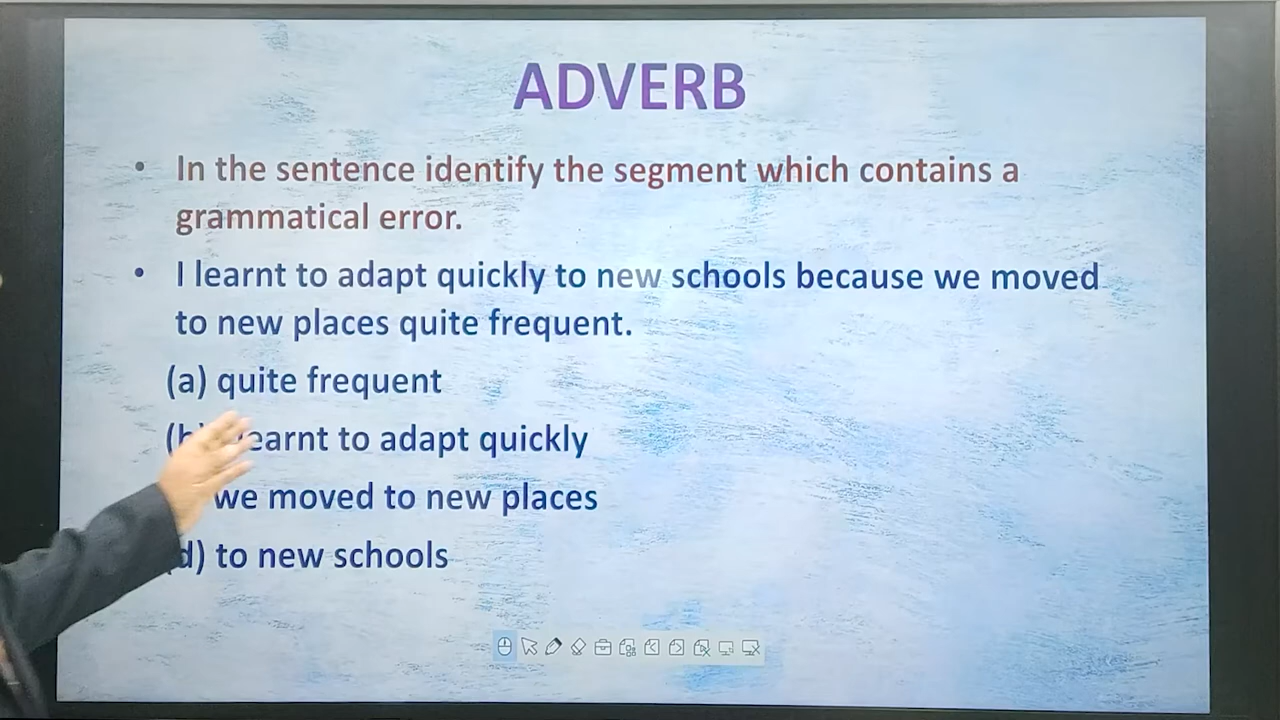 ADVERB
• In the sentence identify the segment which contains a
grammatical error.
• I learnt to adapt quickly to new schools because we moved
to new places quite frequent.
(a) quite frequent
learnt to adapt quickly
we moved to new places
d) to new schools